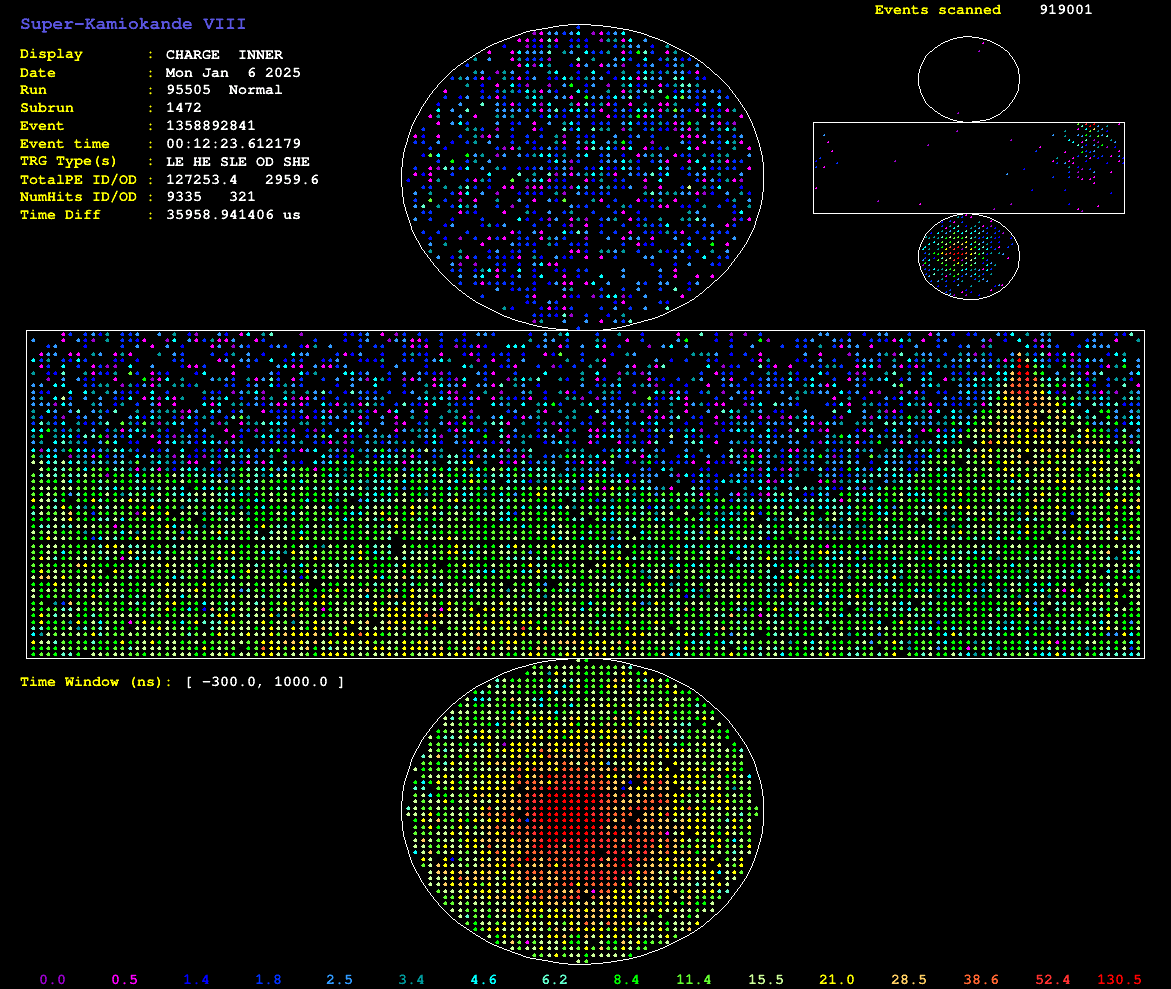 Super-Kamiokande VIII
Events scanned 919001
Display : CHARGE INNER
Date : Mon Jan 6 2025
Run : 95505 Normal
Subrun : 1472
Event : 1358892841
Event time : 00:12:23.612179
TRG Type(s) : LE HE SLE OD SHE
TotalPE ID/OD : 127253.4 2959.6
NumHits ID/OD : 9335 321
Time Diff : 35958.941406 us
Time Window (ns): [ -300.0, 1000.0 ]
0.0 0.5 1.4 1.8 2.5 3.4 4.6 6.2 8.4 11.4 15.5 21.0 28.5 38.6 52.4 130.5